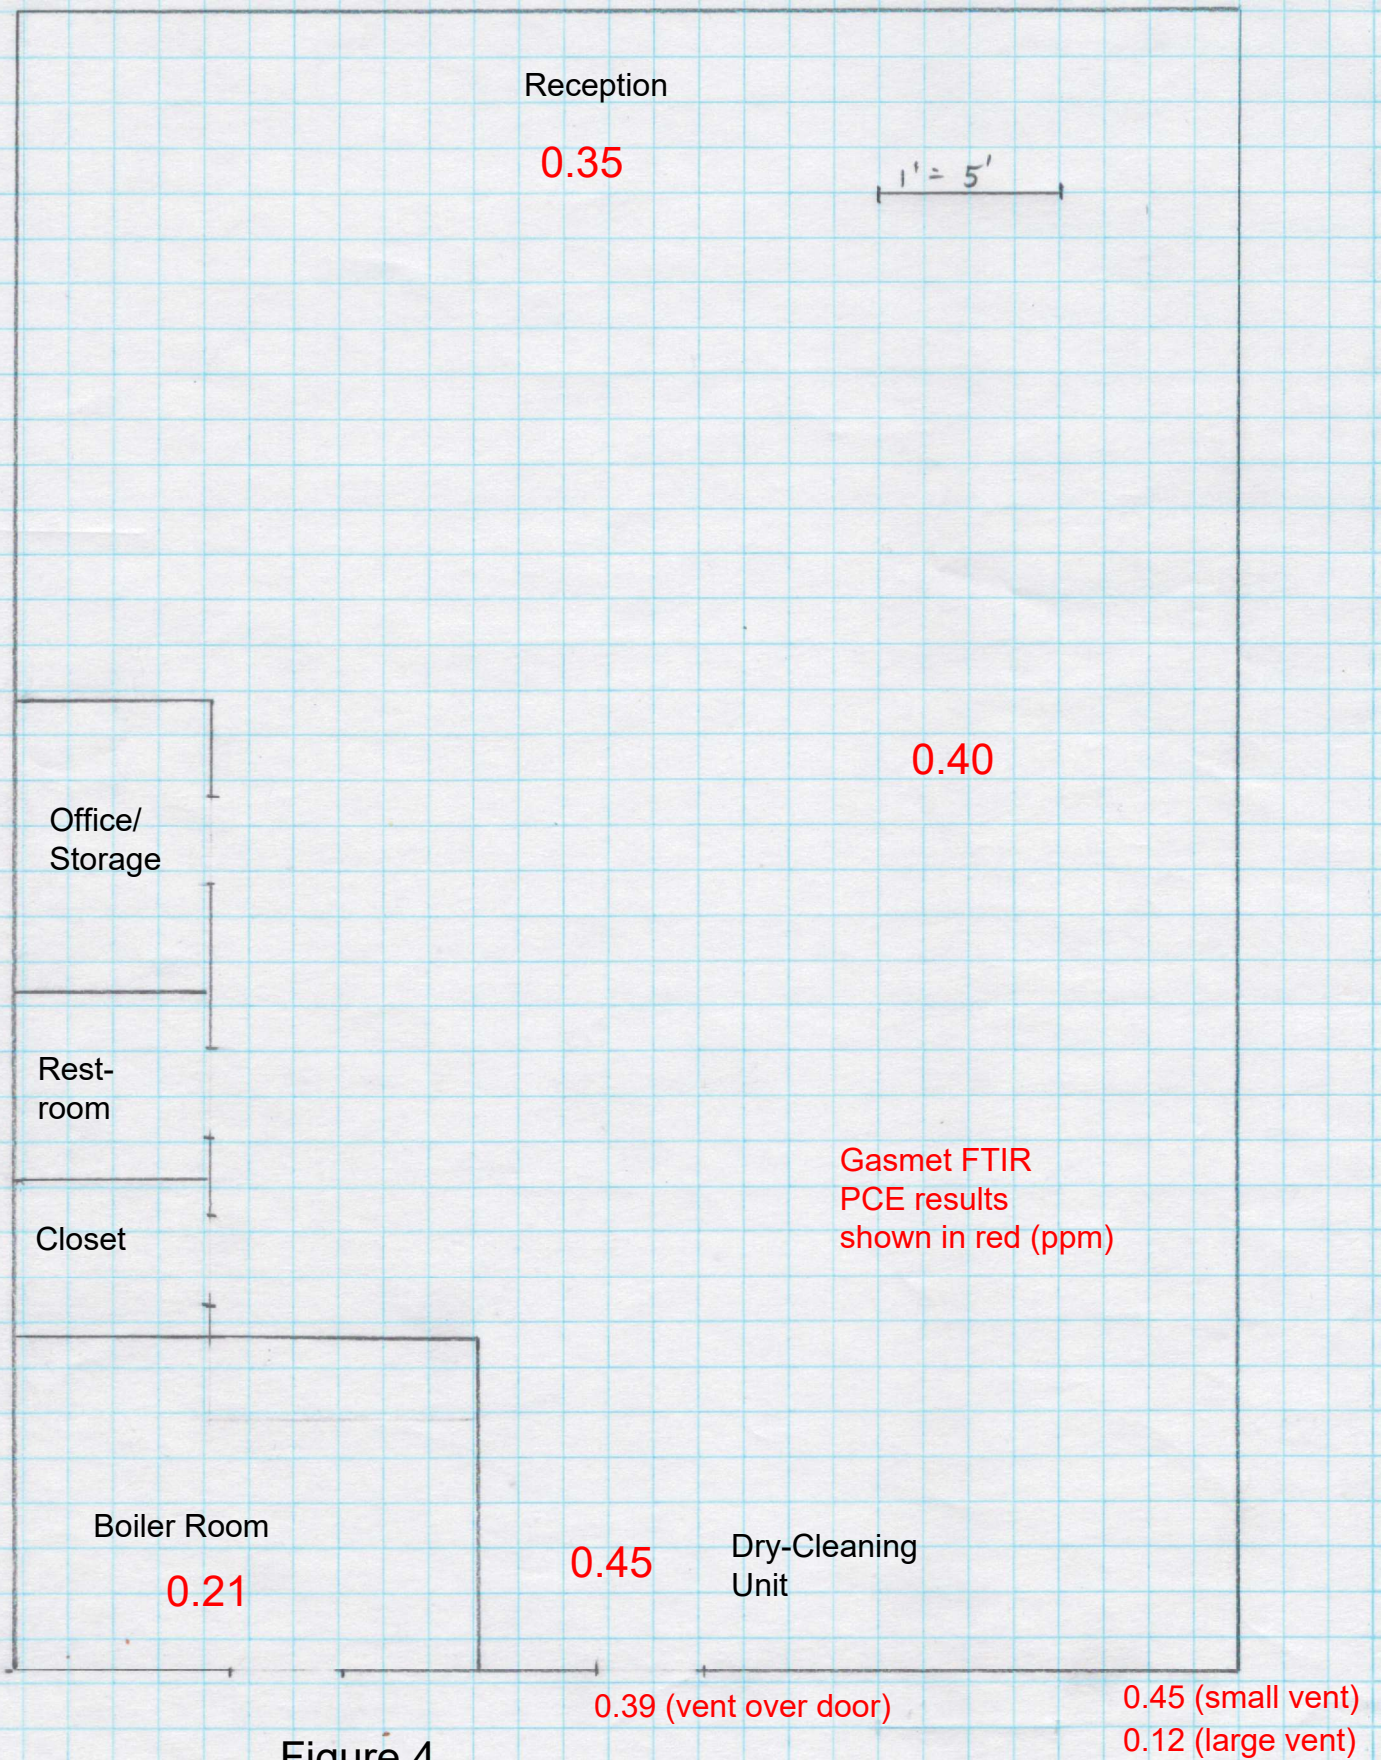 Reception
0.35
1' = 5'
0.40
Office/
Storage
Rest-
room
Gasmet FTIR
PCE results
shown in red (ppm)
Closet
Boiler Room
0.21
0.45
Dry-Cleaning
Unit
0.39 (vent over door)
0.45 (small vent)
0.12 (large vent)
Figure 4